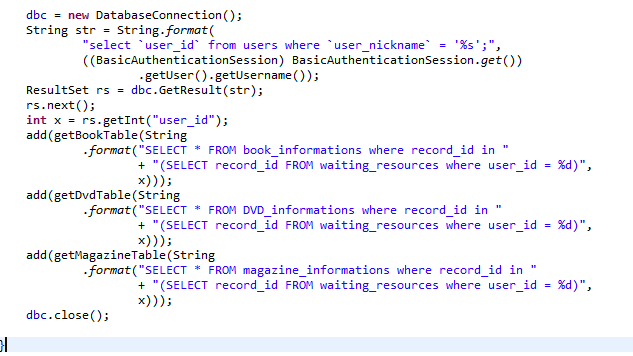 dbc = new DatabaseConnection();
String str = String.format(
"select `user_id` from users where `user_nickname` = '%s';",
((BasicAuthenticationSession) BasicAuthenticationSession.get())
.getUser().getUsername());
ResultSet rs = dbc.GetResult(str);
rs.next();
int x = rs.getInt("user_id");
add(getBookTable(String
.format("SELECT * FROM book_informations where record_id in "
+ "(SELECT record_id FROM waiting_resources where user_id = %d)",
x)));
add(getDvdTable(String
.format("SELECT * FROM DVD_informations where record_id in "
+ "(SELECT record_id FROM waiting_resources where user_id = %d)",
x)));
add(getMagazineTable(String
.format("SELECT * FROM magazine_informations where record_id in "
+ "(SELECT record_id FROM waiting_resources where user_id = %d)",
x)));
dbc.close();
}